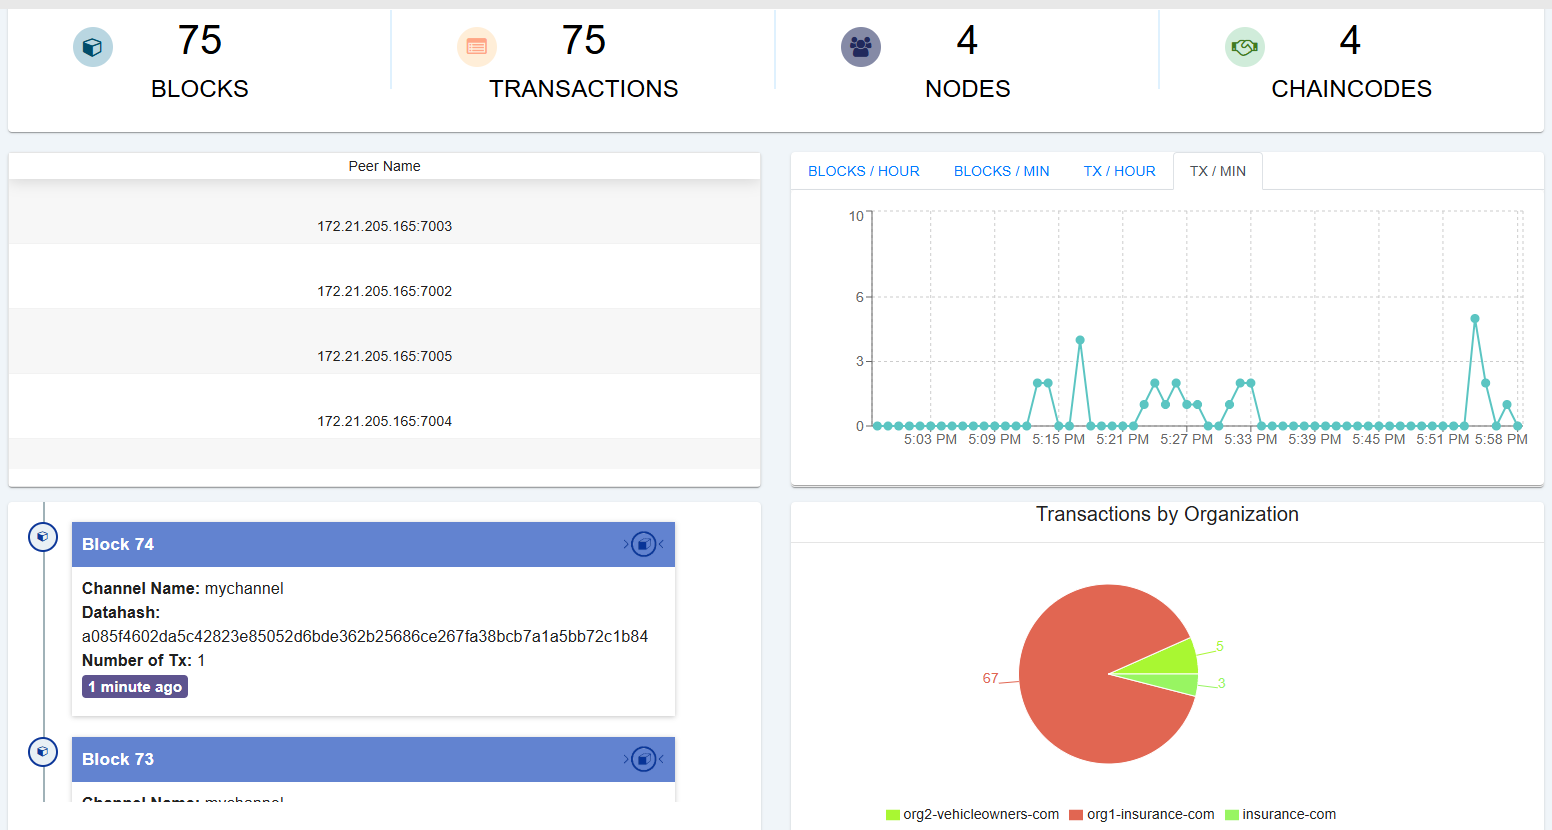 75
BLOCKS
75
TRANSACTIONS
4
NODES
4
CHAINCODES
Peer Name
172.21.205.165:7003
172.21.205.165:7002
172.21.205.165:7005
172.21.205.165:7004
BLOCKS / HOUR BLOCKS / MIN TX / HOUR TX / MIN
10
6
3
0
5:03 PM 5:09 PM 5:15 PM 5:21 PM 5:27 PM 5:33 PM 5:39 PM 5:45 PM 5:51 PM 5:58 PM
Block 74
Channel Name: mychannel
Datahash:
a085f4602da5c42823e85052d6bde362b25686ce267fa38bcb7a1a5bb72c1b84
Number of Tx: 1
1 minute ago
Block 73
Channel Name: mychannel
Transactions by Organization
5
67
3
org2-vehicleowners-com org1-insurance-com insurance-com